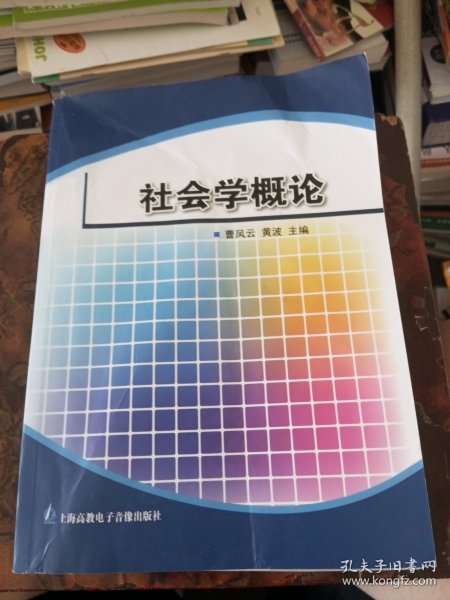 社会学概论
曹凤云 黄波 主编
上海高教电子音像出版社
孔夫子旧书网
www.kongfz.com